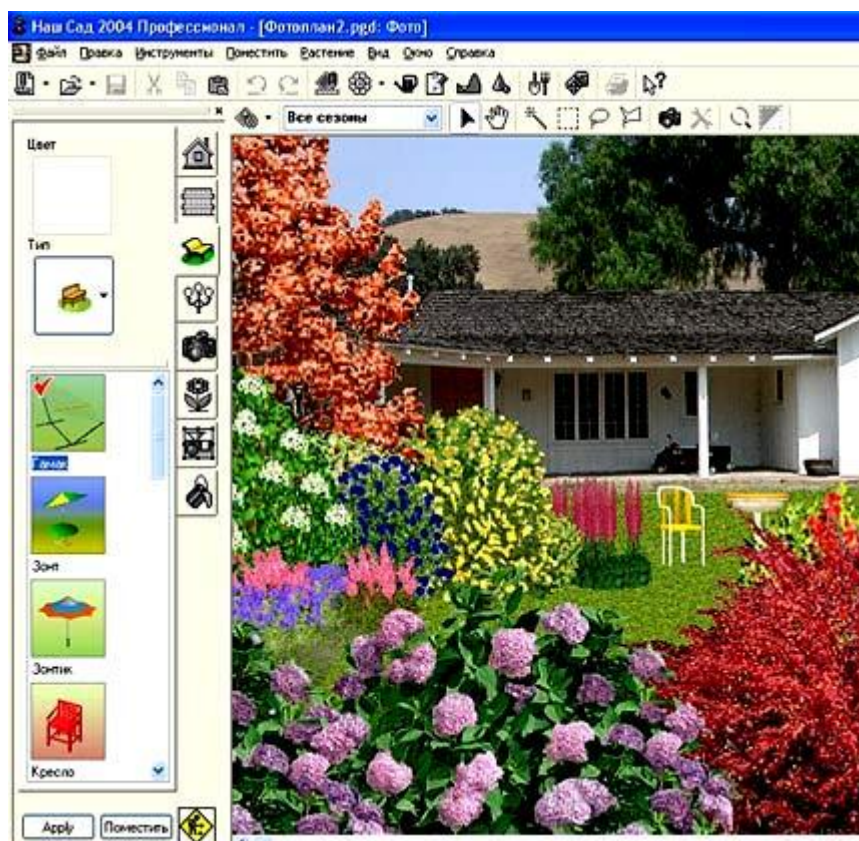 Наш Сад 2004 Профессионал - [Фотоплан2.pgd: Фото]
Файл Правка Инструменты Поместить Растение Вид Окно Справка
Все сезоны
Цвет
Тип
Гамак
Зонт
Зонтик
Кресло
Apply Поместить